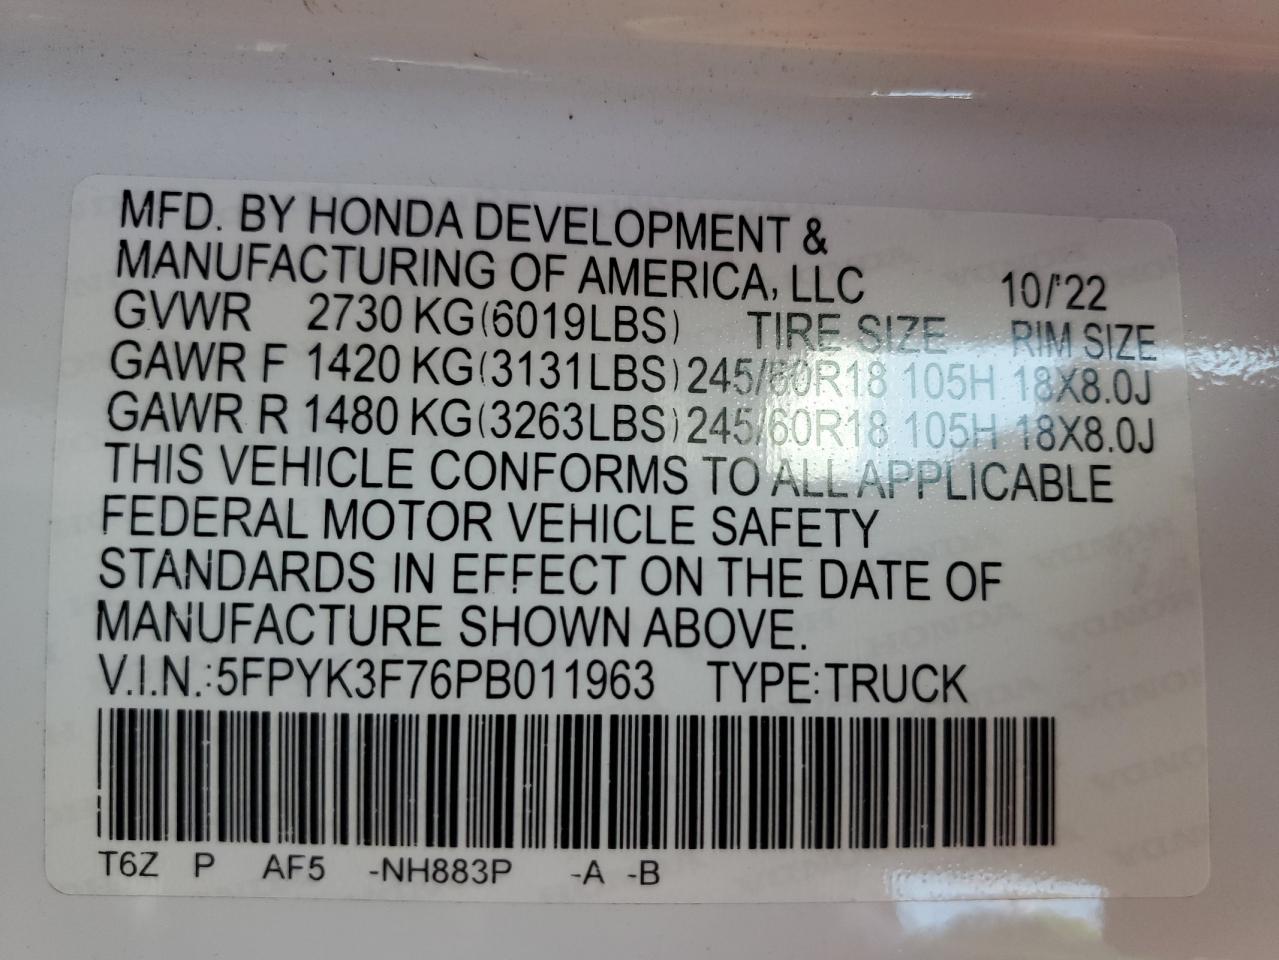 MFD. BY HONDA DEVELOPMENT &
MANUFACTURING OF AMERICA, LLC 10/'22
GVWR 2730 KG(6019LBS) TIRE SIZE RIM SIZE
GAWR F 1420 KG(3131LBS) 245/60R18 105H 18X8.0J
GAWR R 1480 KG(3263LBS) 245/60R18 105H 18X8.0J
THIS VEHICLE CONFORMS TO ALL APPLICABLE
FEDERAL MOTOR VEHICLE SAFETY
STANDARDS IN EFFECT ON THE DATE OF
MANUFACTURE SHOWN ABOVE.
V.I.N.:5FPYK3F76PB011963 TYPE:TRUCK
T6Z P AF5 -NH883P -A -B